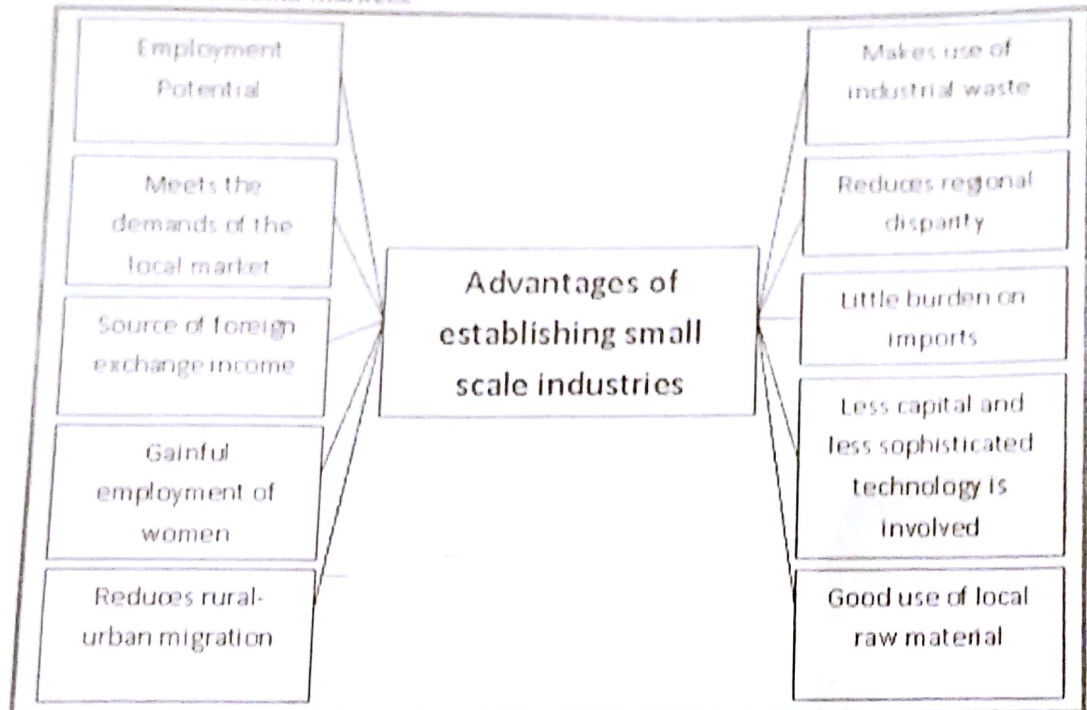 Employment
Potential
Meets the
demands of the
local market
Source of foreign
exchange income
Gainful
employment of
women
Reduces rural-
urban migration
Advantages of
establishing small
scale industries
Makes use of
industrial waste
Reduces regional
disparity
Little burden on
imports
Less capital and
less sophisticated
technology is
involved
Good use of local
raw material